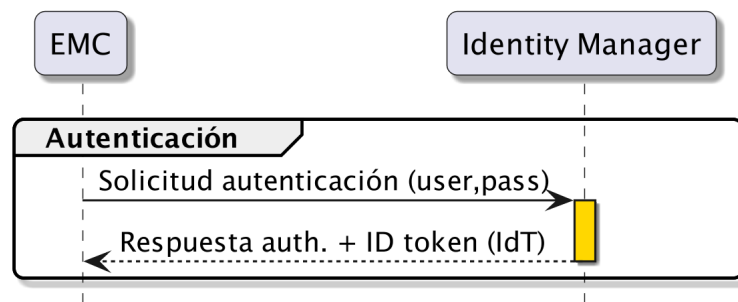 EMC
Identity Manager
Autenticación
Solicitud autenticación (user,pass)
Respuesta auth. + ID token (IdT)